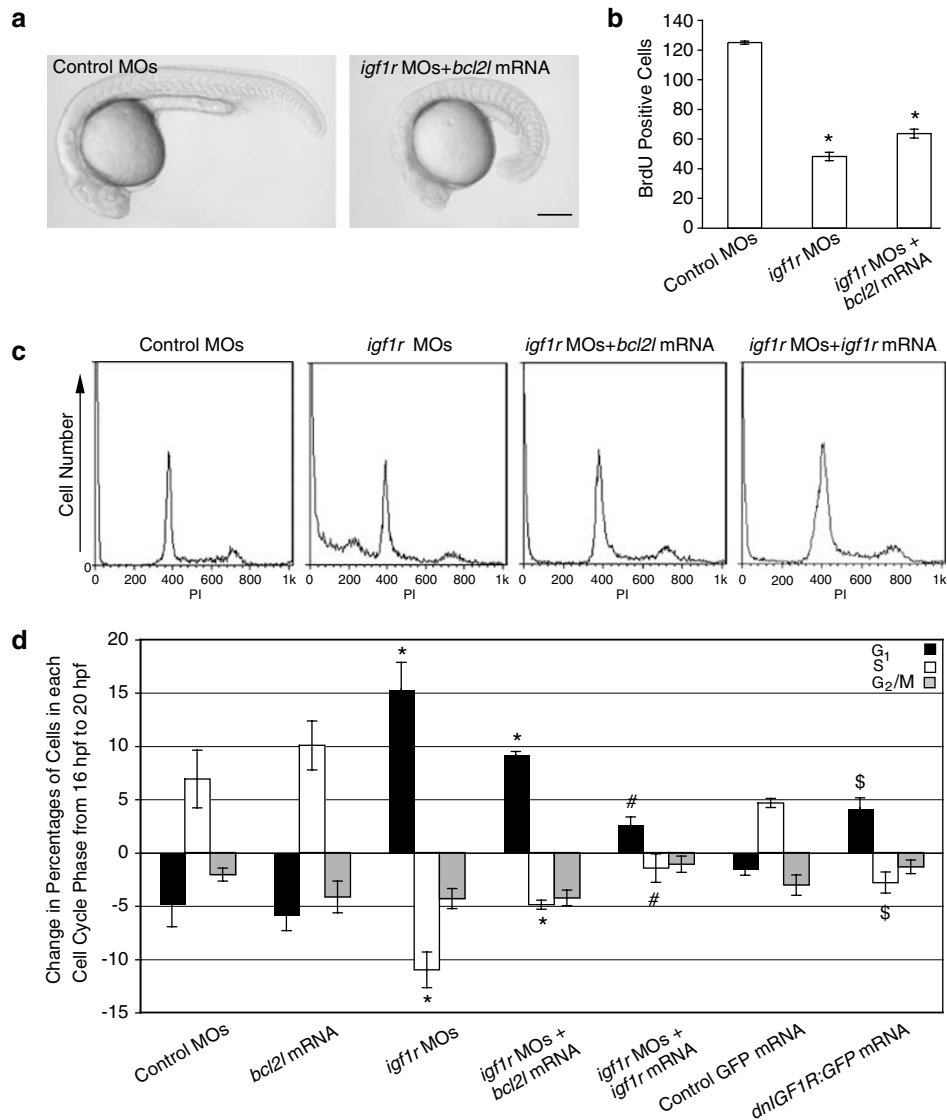 a
Control MOs
igf1r MOs+bcl2l mRNA
b
BrdU Positive Cells
140
120
100
80
60
40
20
0
*
*
Control MOs
igf1r MOs
igf1r MOs +
bcl2l mRNA
c
Cell Number
Control MOs
igf1r MOs
igf1r MOs+bcl2l mRNA
igf1r MOs+igf1r mRNA
0
0 200 400 600 800 1k
PI
0 200 400 600 800 1k
PI
0 200 400 600 800 1k
PI
0 200 400 600 800 1k
PI
d
Change in Percentages of Cells in each
Cell Cycle Phase from 16 hpf to 20 hpf
20
15
10
5
0
-5
-10
-15
G1
S
G2/M
*
*
*
*
#
#
$
$
Control MOs
bcl2l mRNA
igf1r MOs
igf1r MOs +
bcl2l mRNA
igf1r MOs +
igf1r mRNA
Control GFP mRNA
dnIGF1R:GFP mRNA